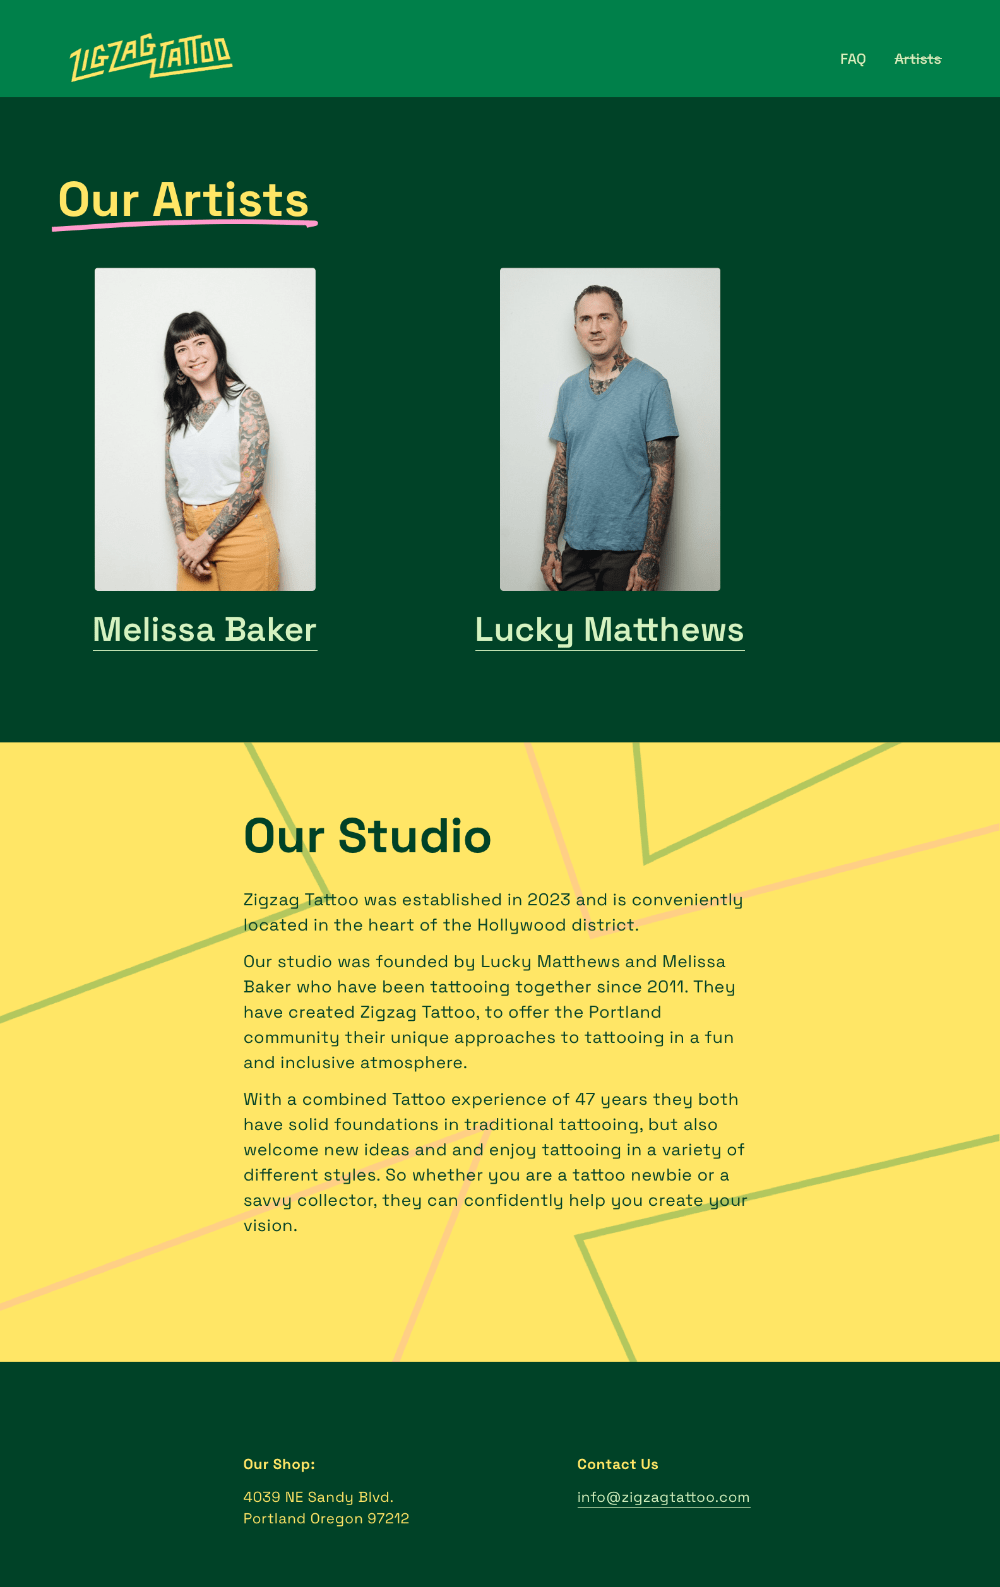 ZIGZAG TATTOO
FAQ Artists
Our Artists
Melissa Baker
Lucky Matthews
Our Studio
Zigzag Tattoo was established in 2023 and is conveniently
located in the heart of the Hollywood district.
Our studio was founded by Lucky Matthews and Melissa
Baker who have been tattooing together since 2011. They
have created Zigzag Tattoo, to offer the Portland
community their unique approaches to tattooing in a fun
and inclusive atmosphere.
With a combined Tattoo experience of 47 years they both
have solid foundations in traditional tattooing, but also
welcome new ideas and and enjoy tattooing in a variety of
different styles. So whether you are a tattoo newbie or a
savvy collector, they can confidently help you create your
vision.
Our Shop:
4039 NE Sandy Blvd.
Portland Oregon 97212
Contact Us
info@zigzagtattoo.com